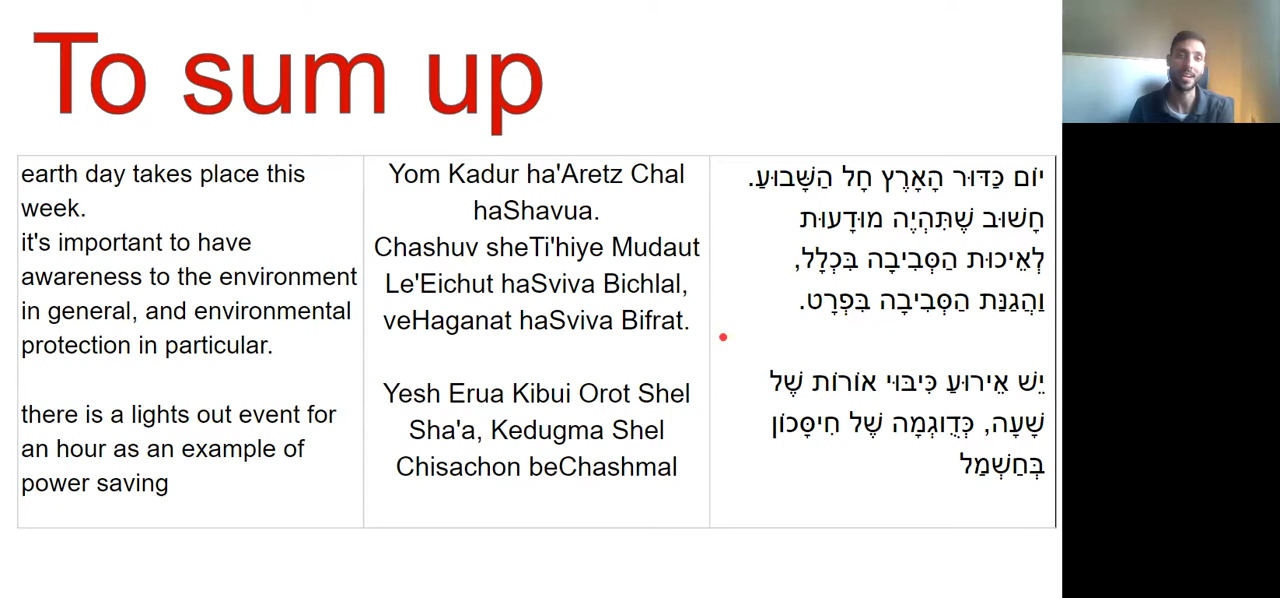 To sum up
earth day takes place this
week.
it's important to have
awareness to the environment
in general, and environmental
protection in particular.
there is a lights out event for
an hour as an example of
power saving
Yom Kadur ha'Aretz Chal
haShavua.
Chashuv sheTi'hiye Mudaut
Le'Eichut haSviva Bichlal,
veHaganat haSviva Bifrat.
Yesh Erua Kibui Orot Shel
Sha'a, Kedugma Shel
Chisachon beChashmal
יוֹם כַּדּוּר הָאָרֶץ חָל הַשָּׁבוּעַ.
חָשׁוּב שֶׁתִּהְיֶה מוּדָעוּת
לְאֵיכוּת הַסְּבִיבָה בִּכְלָל,
וַהֲגַנַּת הַסְּבִיבָה בִּפְרָט.
יֵשׁ אֵירוּעַ כִּיבּוּי אוֹרוֹת שֶׁל
שָׁעָה, כְּדֻוגְמָה שֶׁל חִיסָּכוֹן
בְּחַשְׁמַל